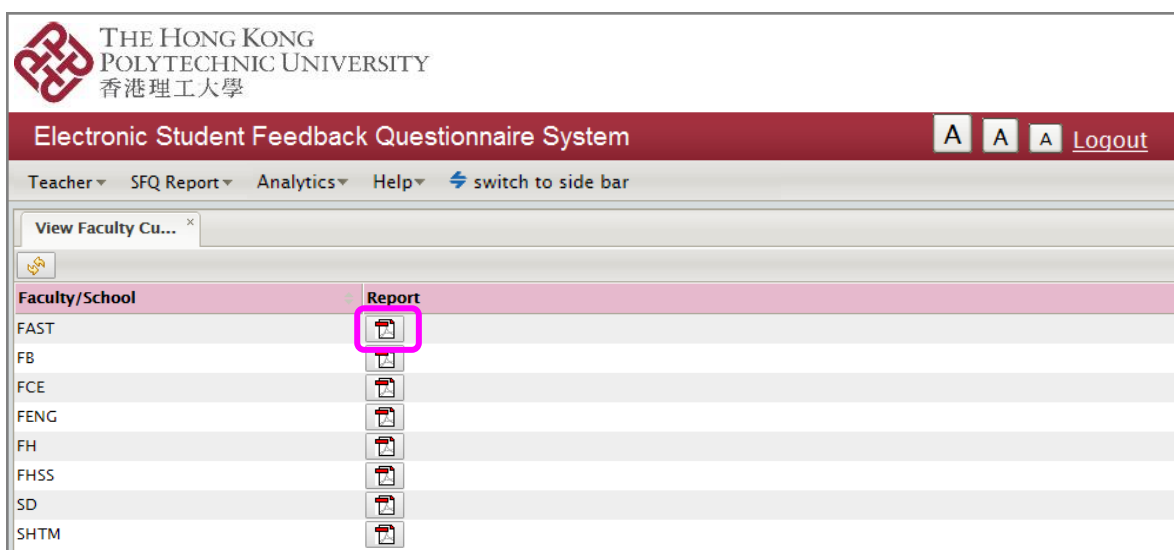 THE HONG KONG
POLYTECHNIC UNIVERSITY
香港理工大學
Electronic Student Feedback Questionnaire System A A A Logout
Teacher SFQ Report Analytics Help switch to side bar
View Faculty Cu... ×
Faculty/School Report
FAST
FB
FCE
FENG
FH
FHSS
SD
SHTM